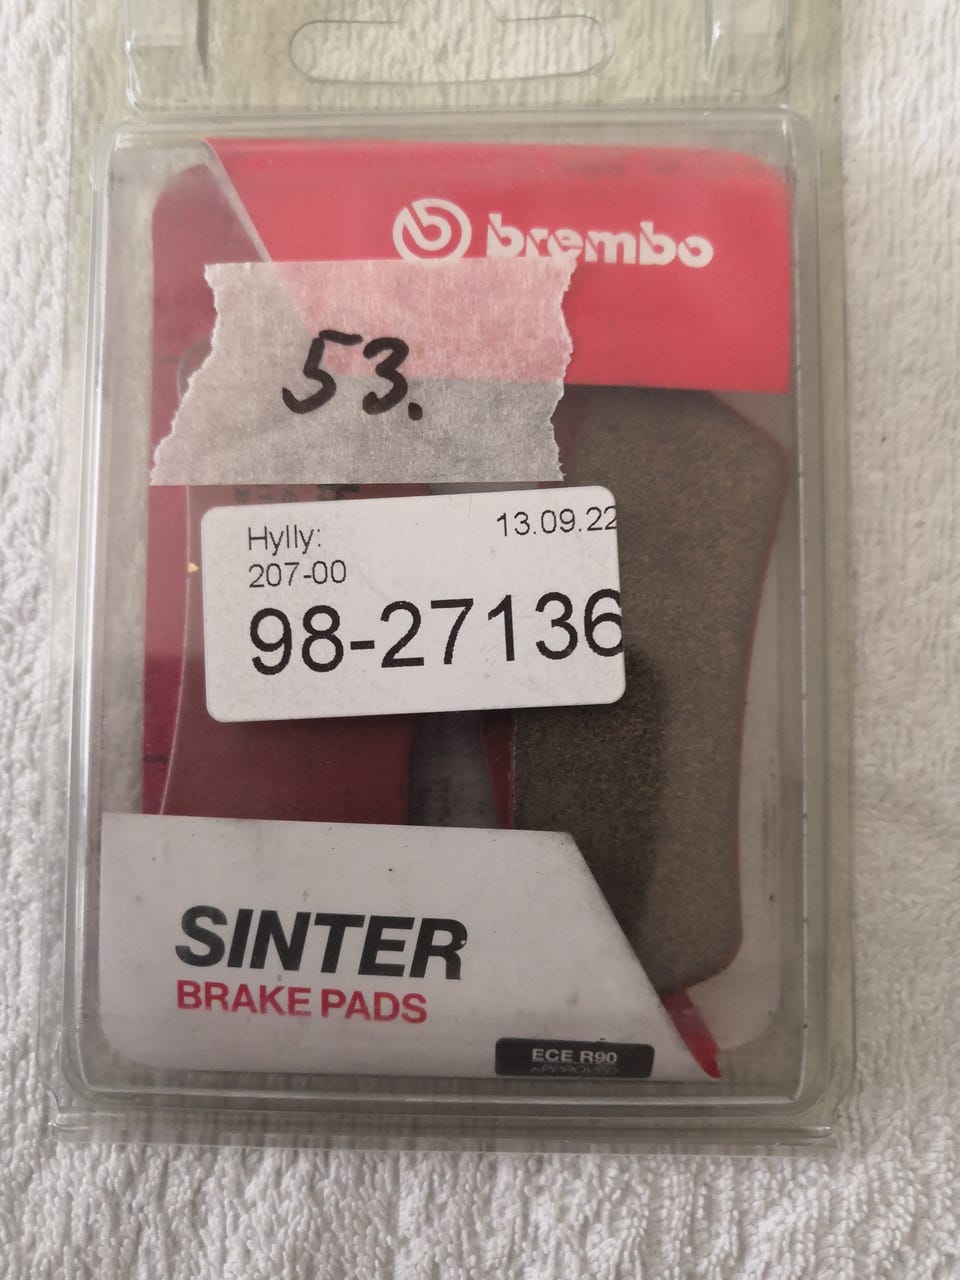 brembo
53.
Hylly:
13.09.22
207-00
98-27136
SINTER
BRAKE PADS
ECE R90
APPROVED